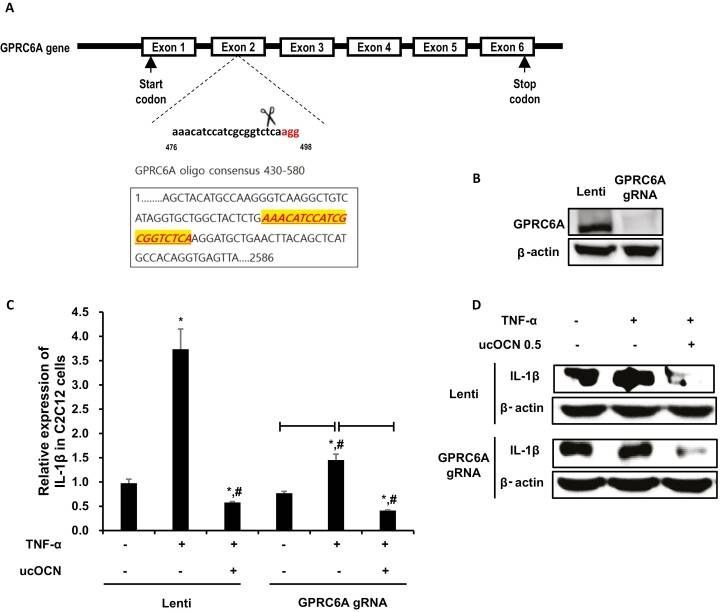 A
GPRC6A gene
Exon 1 Exon 2 Exon 3 Exon 4 Exon 5 Exon 6
Start codon
Stop codon
aaacatccatcgcggtctcaagg
476 498
GPRC6A oligo consensus 430-580
1........AGCTACATGCCAAGGGTCAAGGCTGTC
ATAGGTGCTGGCTACTCTGAAACATCCATCG
CGGTCTCAAGGATGCTGAACTTACAGCTCAT
GCCACAGGTGAGTTA....2586
B
Lenti GPRC6A gRNA
GPRC6A
β-actin
C
Relative expression of
IL-1β in C2C12 cells
4.5
4.0
3.5
3.0
2.5
2.0
1.5
1.0
0.5
0.0
* *,# *,# *,#
TNF-α - + + - + +
ucOCN - - + - - +
Lenti GPRC6A gRNA
D
TNF-α - + +
ucOCN 0.5 - - +
Lenti
IL-1β
β- actin
GPRC6A
gRNA
IL-1β
β- actin